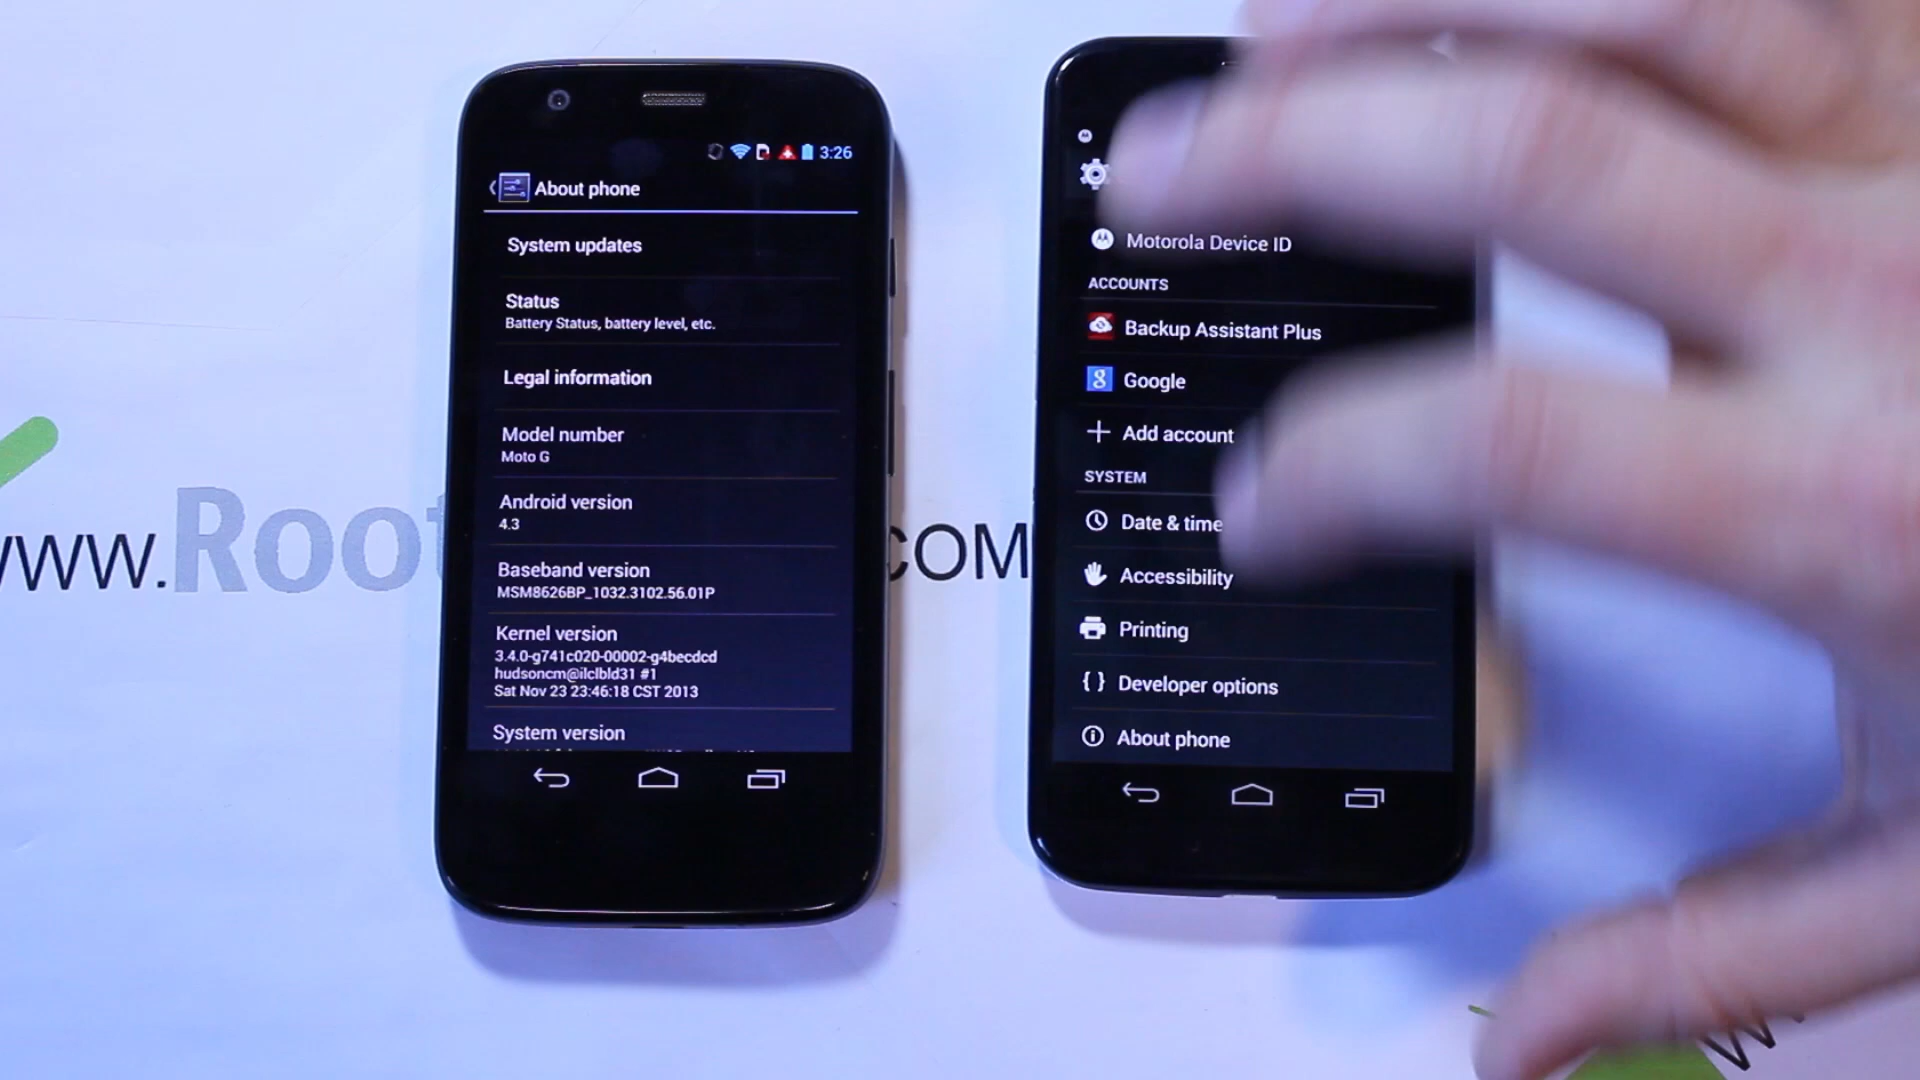 3:26
About phone
System updates
Status
Battery Status, battery level, etc.
Legal information
Model number
Moto G
Android version
4.3
Baseband version
MSM8626BP_1032.3102.56.01P
Kernel version
3.4.0-g741c020-00002-g4becdcd
hudsoncm@ilclbld31 #1
Sat Nov 23 23:46:18 CST 2013
System version
Motorola Device ID
ACCOUNTS
Backup Assistant Plus
Google
Add account
SYSTEM
Date & time
Accessibility
Printing
Developer options
About phone
www.Root
COM
W